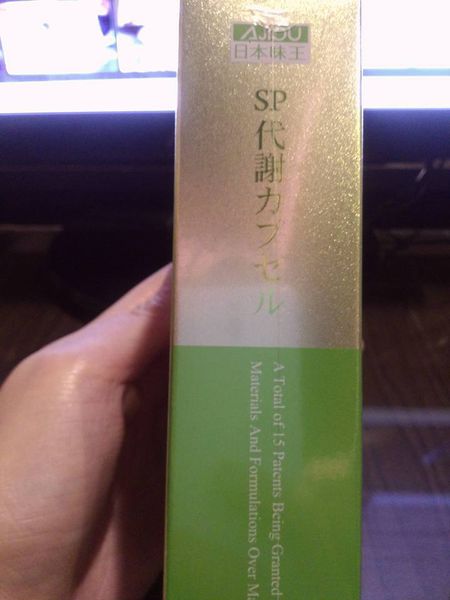 AJIOU
日本味王
SP代謝カプセル
A Total of 15 Patents Being Granted
Materials And Formulations Over